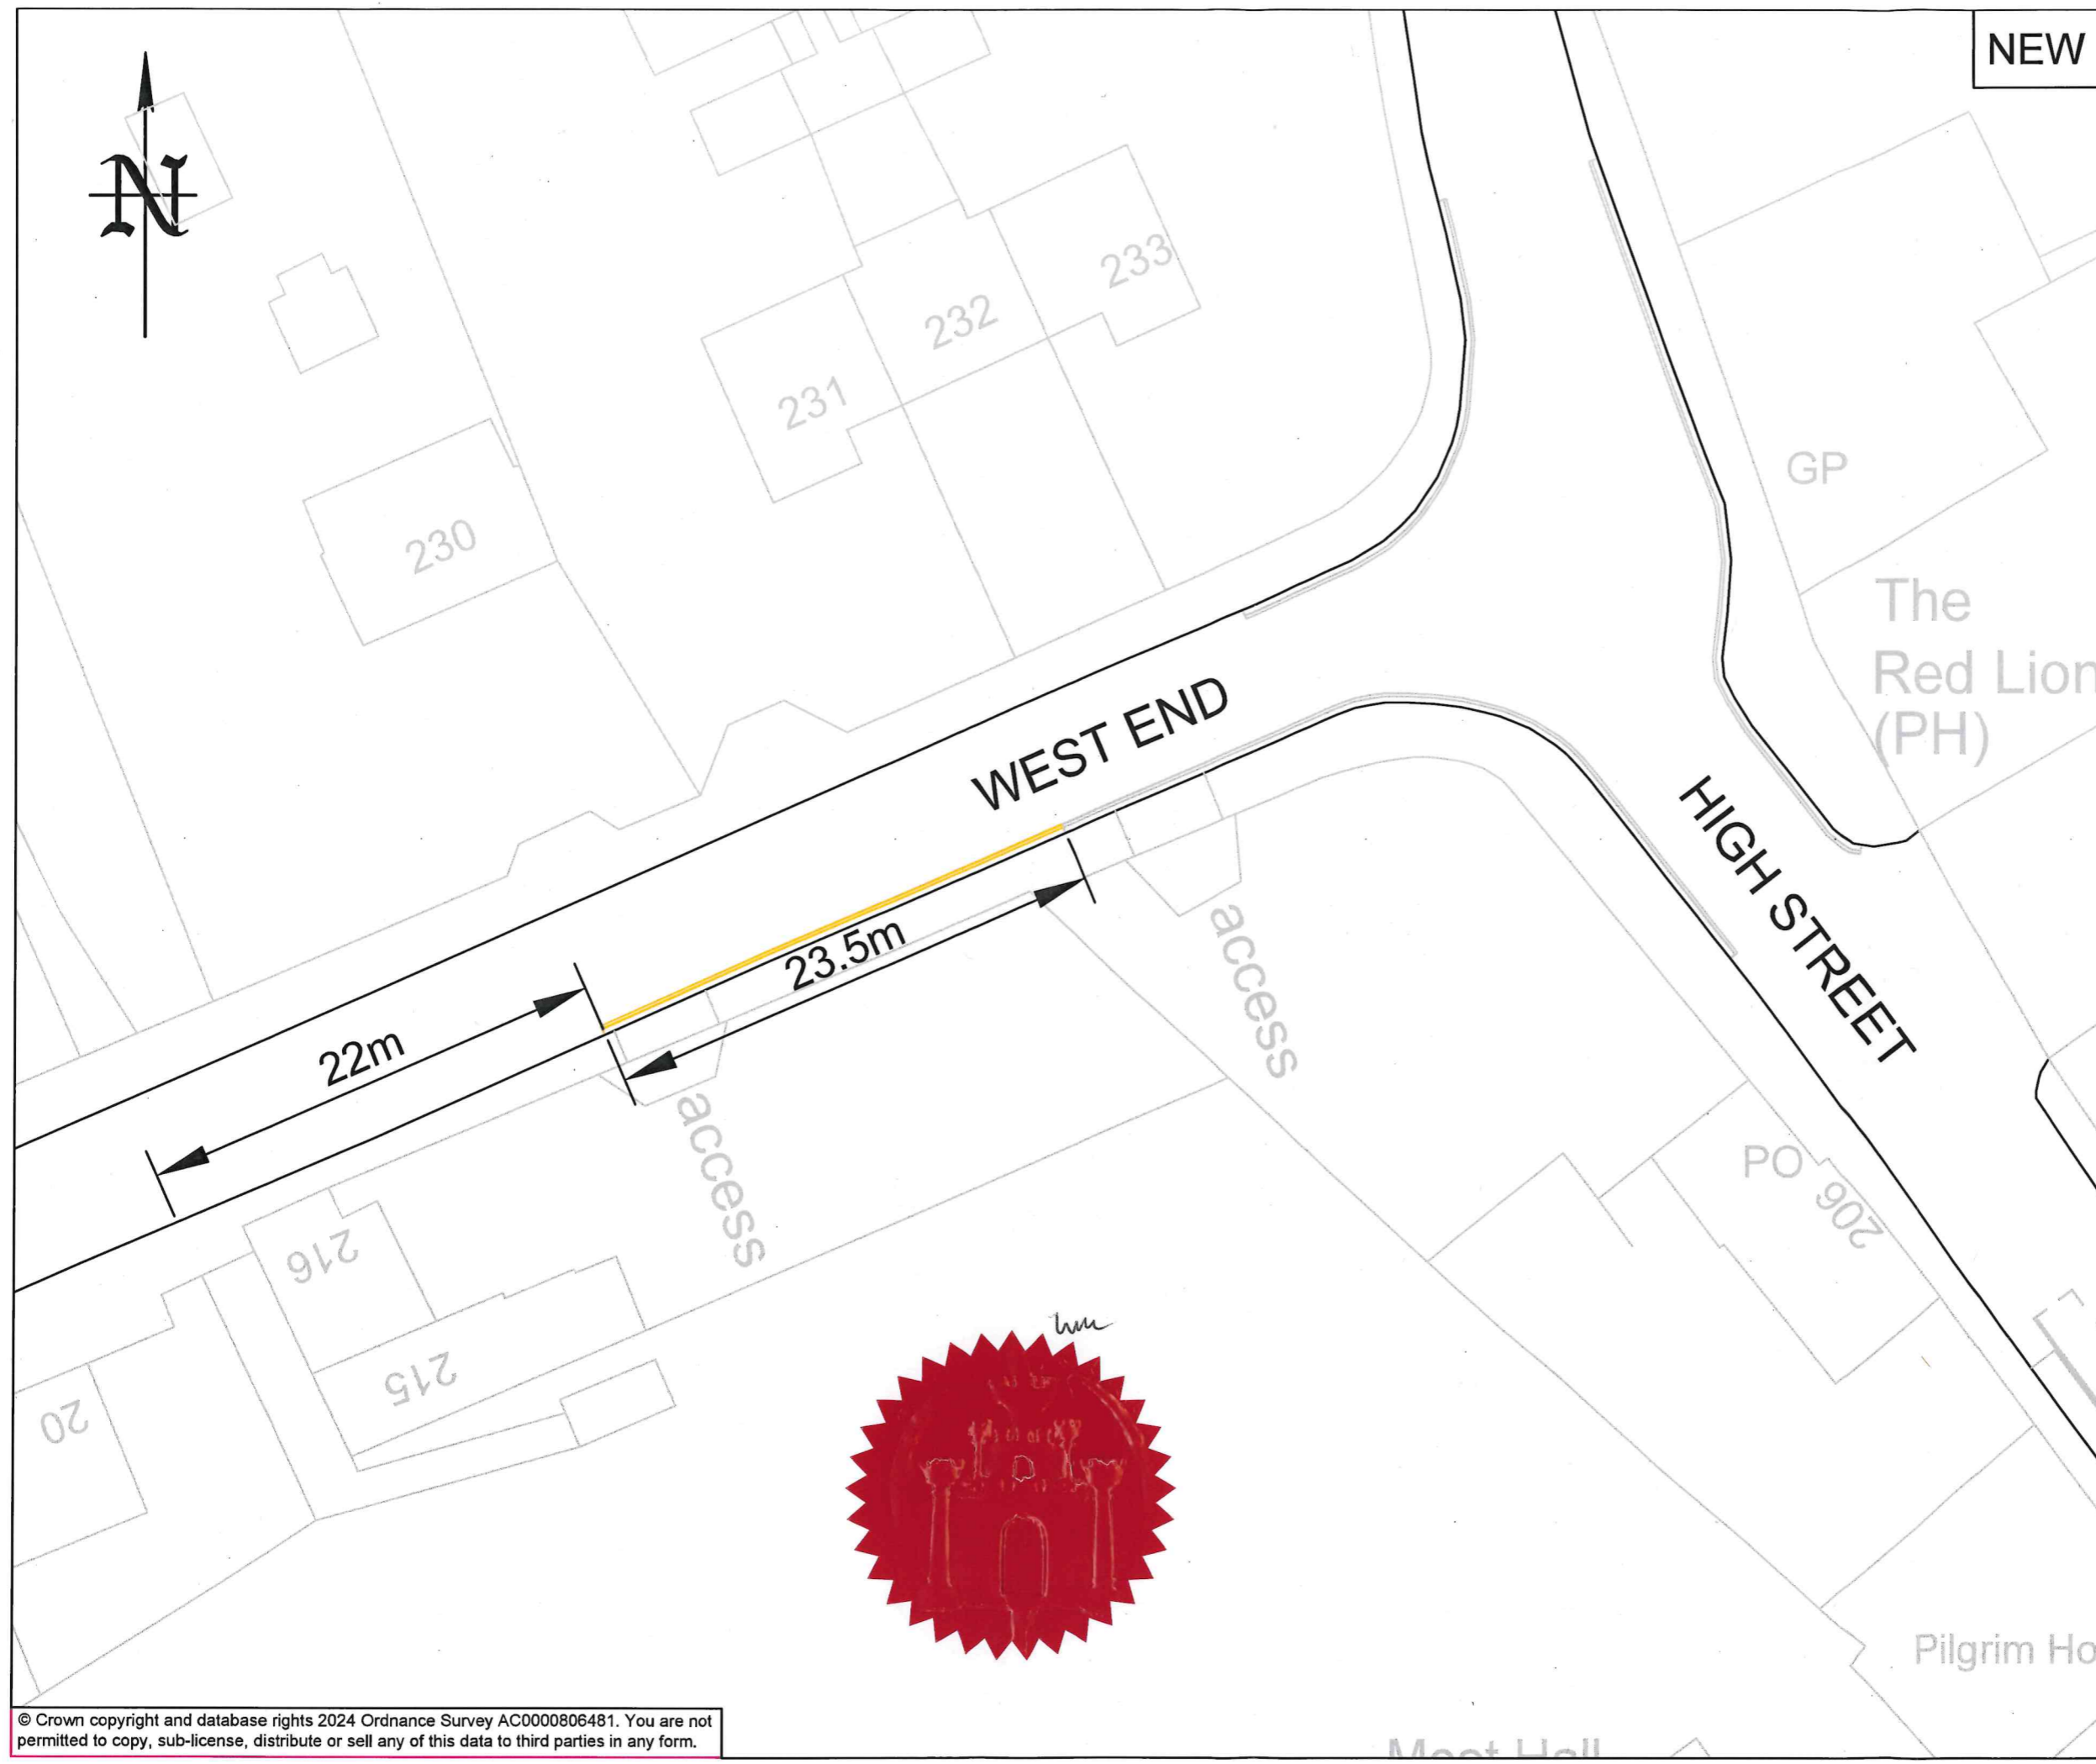 NEW
N
233
232
231
230
GP
The
Red Lion
(PH)
WEST END
HIGH STREET
23.5m
22m
access
access
PO
206
216
215
20
Pilgrim Ho
© Crown copyright and database rights 2024 Ordnance Survey AC0000806481. You are not
permitted to copy, sub-license, distribute or sell any of this data to third parties in any form.